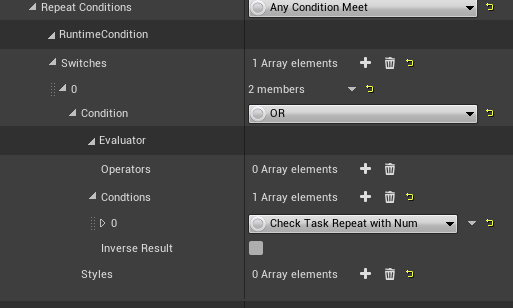 Repeat Conditions Any Condition Meet
RuntimeCondition
Switches 1 Array elements
0 2 members
Condition OR
Evaluator
Operators 0 Array elements
Condtions 1 Array elements
0 Check Task Repeat with Num
Inverse Result
Styles 0 Array elements